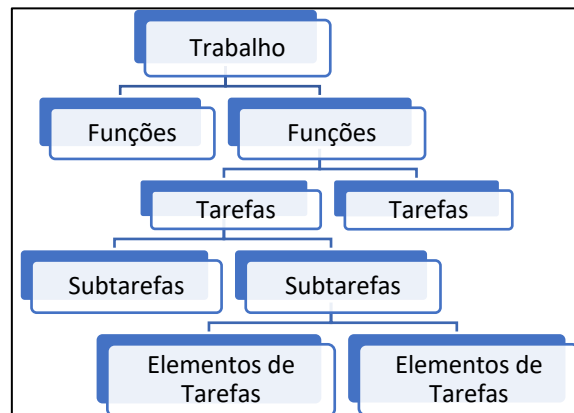 Trabalho
Funções
Funções
Tarefas
Tarefas
Subtarefas
Subtarefas
Elementos de
Tarefas
Elementos de
Tarefas